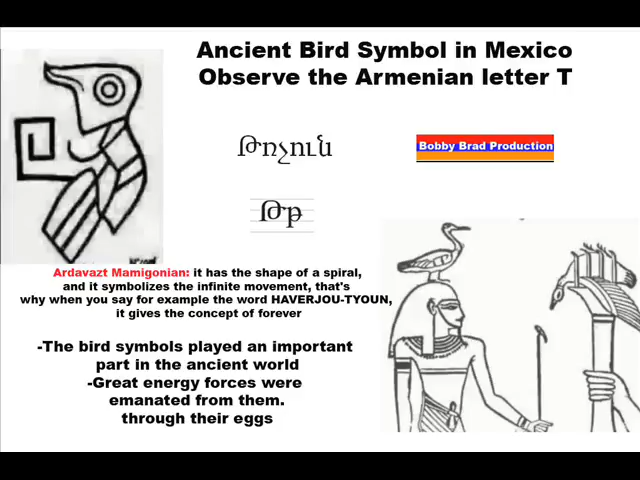 Ancient Bird Symbol in Mexico
Observe the Armenian letter T
Թռչուն
Bobby Brad Production
Թթ
Ardavazt Mamigonian: it has the shape of a spiral,
and it symbolizes the infinite movement, that's
why when you say for example the word HAVERJOU-TYOUN,
it gives the concept of forever
-The bird symbols played an important
part in the ancient world
-Great energy forces were
emanated from them.
through their eggs